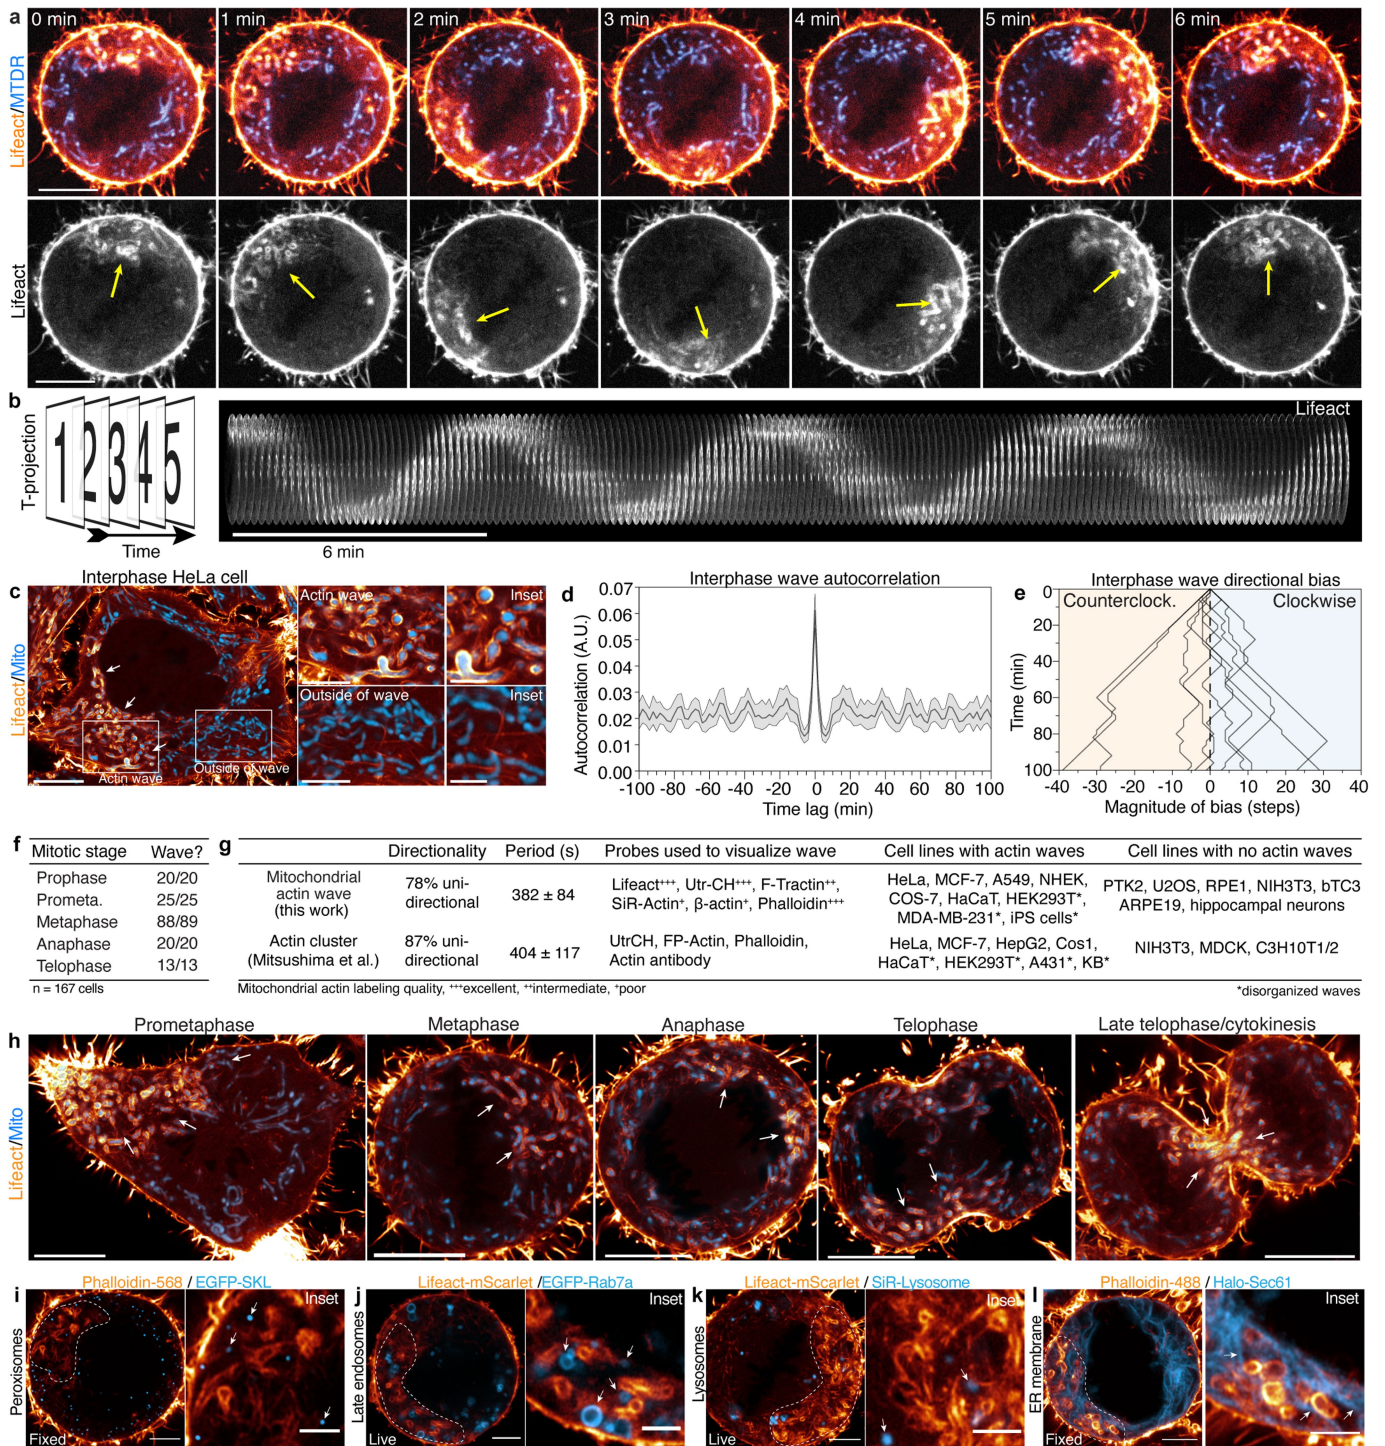 a
0 min
1 min
2 min
3 min
4 min
5 min
6 min
Lifeact/MTDR
Lifeact
b
T-projection
1 2 3 4 5
Time
Lifeact
6 min
c
Interphase HeLa cell
Lifeact/Mito
Actin wave
Outside of wave
Actin wave
Inset
Outside of wave
Inset
d
Interphase wave autocorrelation
Autocorrelation (A.U.)
0.07
0.06
0.05
0.04
0.03
0.02
0.01
0.00
-100 -80 -60 -40 -20 0 20 40 60 80 100
Time lag (min)
e
Interphase wave directional bias
Counterclock.
Clockwise
Time (min)
0
20
40
60
80
100
-40 -30 -20 -10 0 10 20 30 40
Magnitude of bias (steps)
f
Mitotic stage Wave?
Prophase 20/20
Prometa. 25/25
Metaphase 88/89
Anaphase 20/20
Telophase 13/13
n = 167 cells
g
Directionality Period (s) Probes used to visualize wave Cell lines with actin waves Cell lines with no actin waves
Mitochondrial
actin wave
(this work)
78% uni-
directional
382 ± 84
Lifeact⁺⁺⁺, Utr-CH⁺⁺⁺, F-Tractin⁺⁺,
SiR-Actin⁺, β-actin⁺, Phalloidin⁺⁺⁺
HeLa, MCF-7, A549, NHEK,
COS-7, HaCaT, HEK293T*,
MDA-MB-231*, iPS cells*
PTK2, U2OS, RPE1, NIH3T3, bTC3
ARPE19, hippocampal neurons
Actin cluster
(Mitsushima et al.)
87% uni-
directional
404 ± 117
UtrCH, FP-Actin, Phalloidin,
Actin antibody
HeLa, MCF-7, HepG2, Cos1,
HaCaT*, HEK293T*, A431*, KB*
NIH3T3, MDCK, C3H10T1/2
Mitochondrial actin labeling quality, ⁺⁺⁺excellent, ⁺⁺intermediate, ⁺poor
*disorganized waves
h
Prometaphase
Metaphase
Anaphase
Telophase
Late telophase/cytokinesis
Lifeact/Mito
i
Phalloidin-568 / EGFP-SKL
Peroxisomes
Fixed
Inset
j
Lifeact-mScarlet /EGFP-Rab7a
Late endosomes
Live
Inset
k
Lifeact-mScarlet / SiR-Lysosome
Lysosomes
Live
Inset
l
Phalloidin-488 / Halo-Sec61
ER membrane
Fixed
Inset